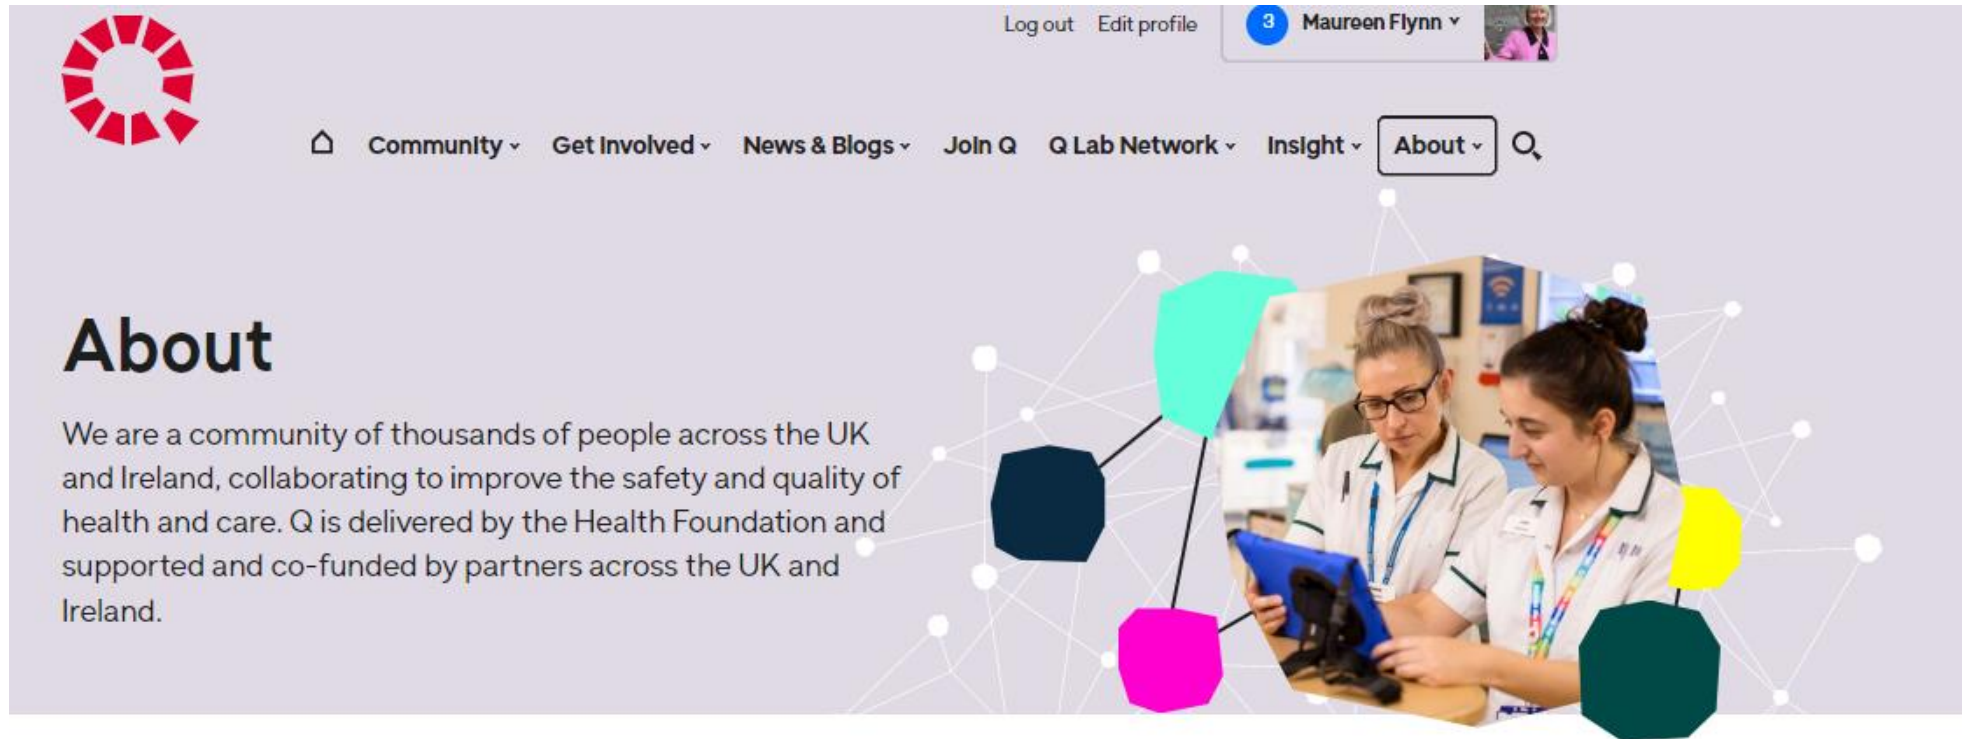 Log out Edit profile 3 Maureen Flynn
Community Get Involved News & Blogs Join Q Q Lab Network Insight About
About
We are a community of thousands of people across the UK
and Ireland, collaborating to improve the safety and quality of
health and care. Q is delivered by the Health Foundation and
supported and co-funded by partners across the UK and
Ireland.